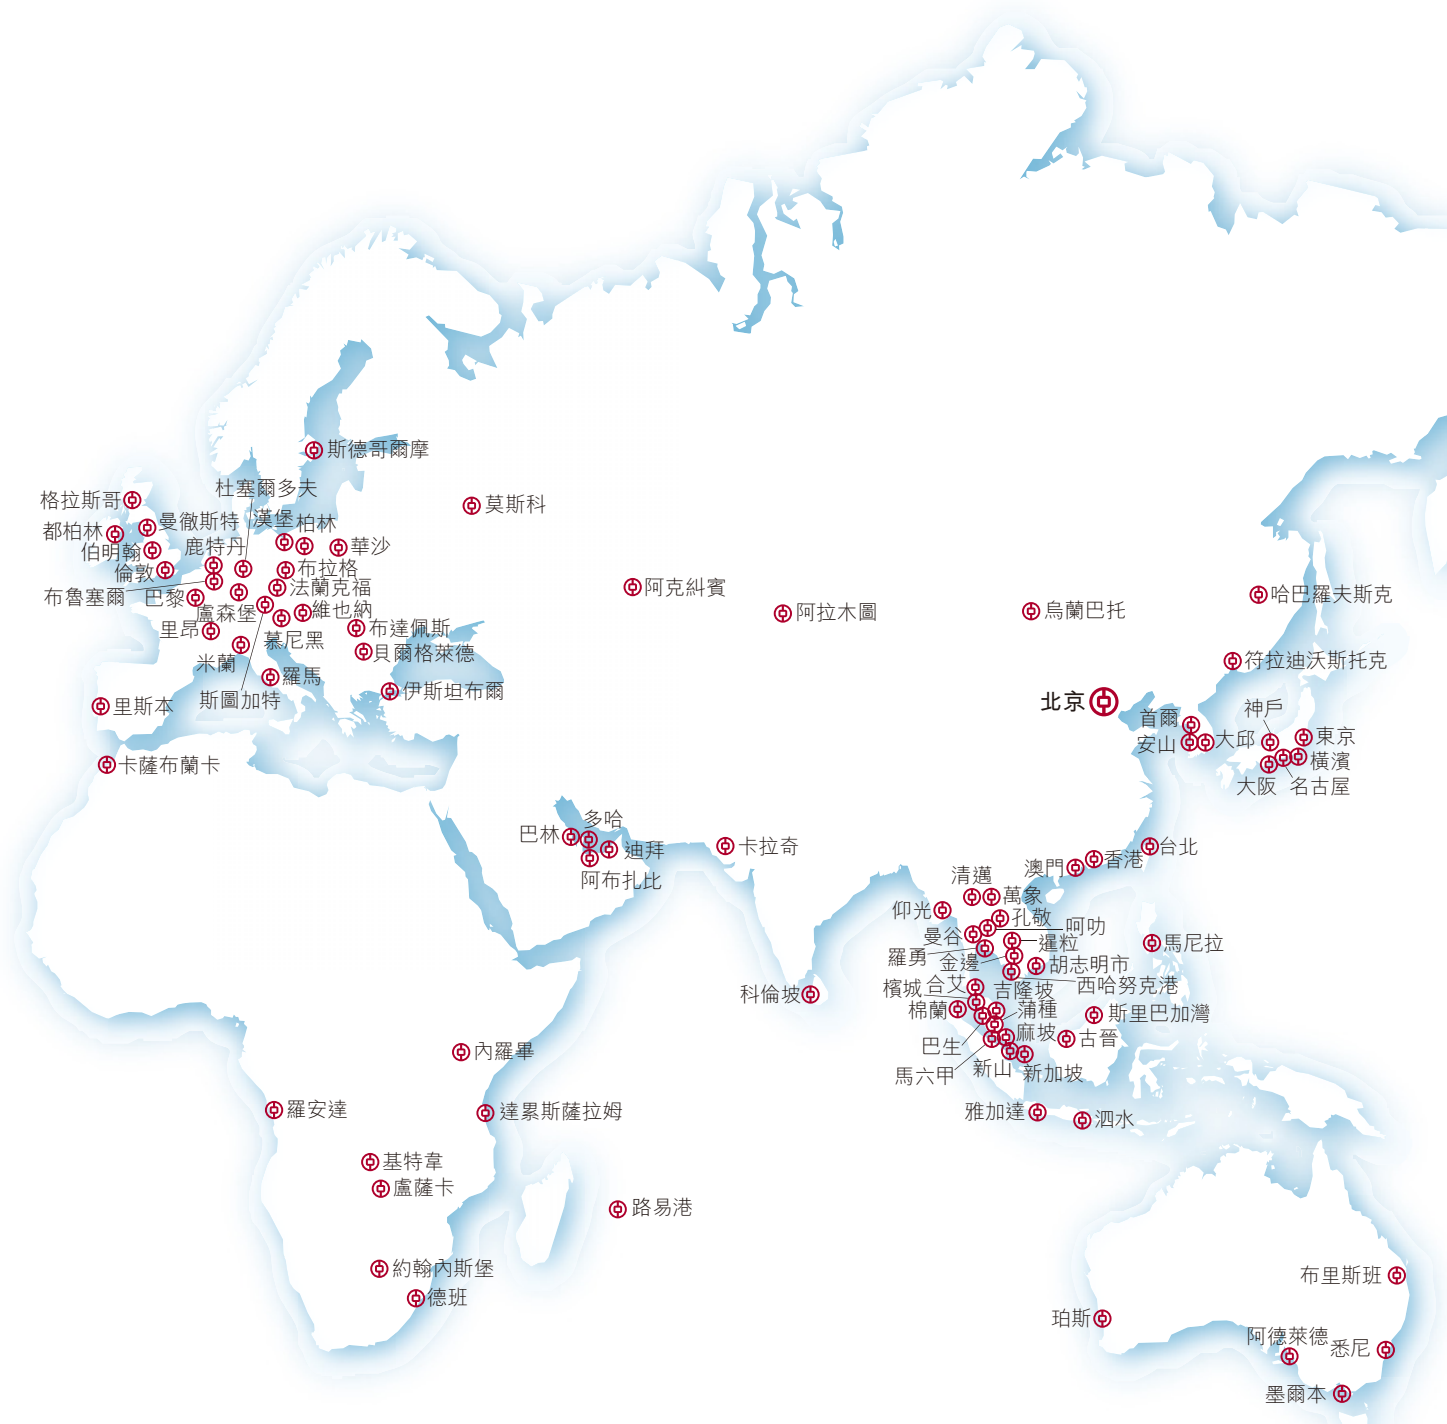 斯德哥爾摩
杜塞爾多夫
格拉斯哥
莫斯科
曼徹斯特
漢堡
柏林
都柏林
鹿特丹
華沙
伯明翰
倫敦
布拉格
法蘭克福
阿克糾賓
布魯塞爾
巴黎
盧森堡
維也納
哈巴羅夫斯克
阿拉木圖
烏蘭巴托
里昂
慕尼黑
布達佩斯
貝爾格萊德
米蘭
符拉迪沃斯托克
羅馬
斯圖加特
伊斯坦布爾
北京
里斯本
神戶
首爾
安山
大邱
東京
橫濱
卡薩布蘭卡
大阪
名古屋
多哈
巴林
迪拜
卡拉奇
台北
香港
澳門
阿布扎比
清邁
萬象
仰光
孔敬
呵叻
曼谷
暹粒
馬尼拉
羅勇
金邊
胡志明市
檳城
合艾
吉隆坡
西哈努克港
科倫坡
棉蘭
蒲種
斯里巴加灣
麻坡
古晉
巴生
內羅畢
馬六甲
新山
新加坡
羅安達
達累斯薩拉姆
雅加達
泗水
基特韋
盧薩卡
路易港
約翰內斯堡
布里斯班
德班
珀斯
阿德萊德
悉尼
墨爾本